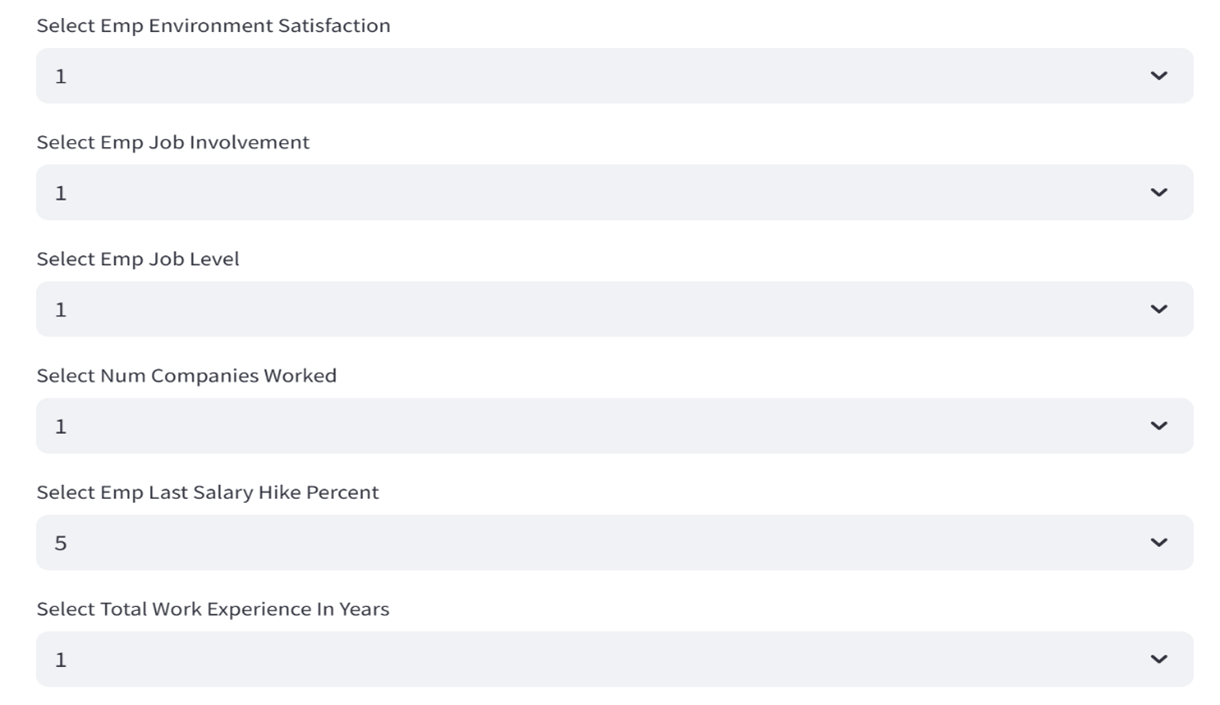 Select Emp Environment Satisfaction
1
Select Emp Job Involvement
1
Select Emp Job Level
1
Select Num Companies Worked
1
Select Emp Last Salary Hike Percent
5
Select Total Work Experience In Years
1